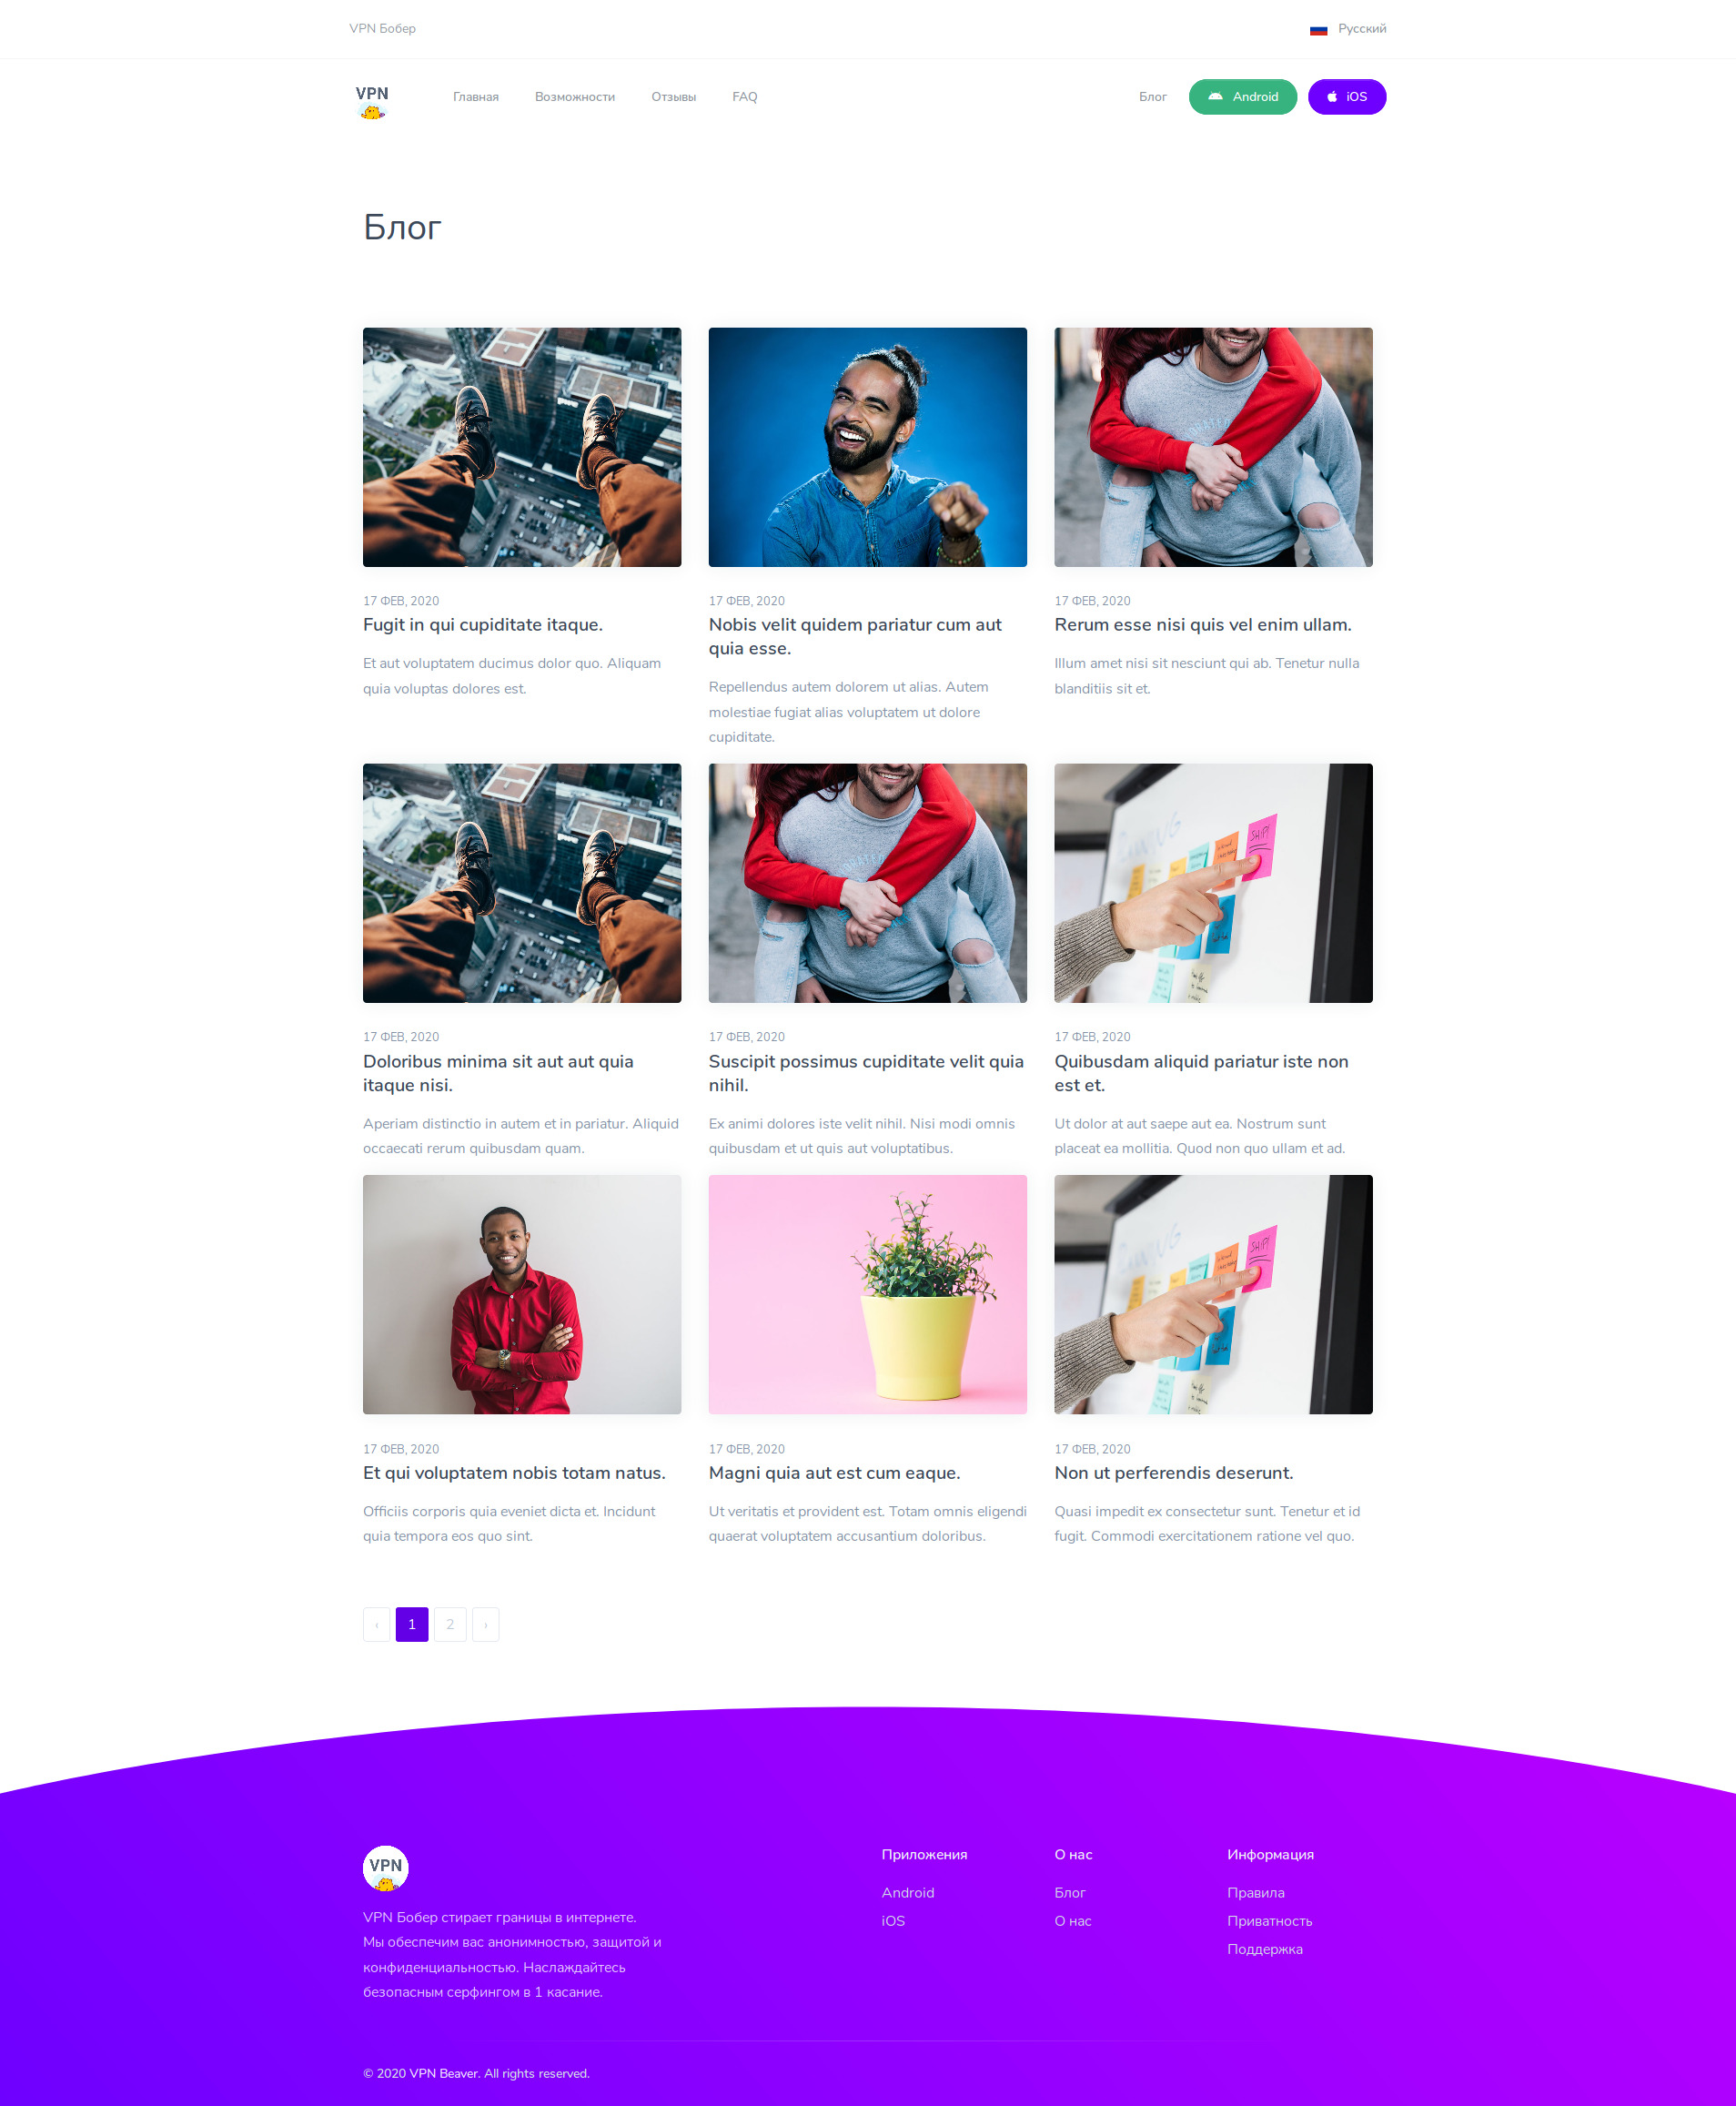 VPN Бобер
Русский
VPN
Главная
Возможности
Отзывы
FAQ
Блог
Android
iOS
Блог
17 ФЕВ, 2020
Fugit in qui cupiditate itaque.
Et aut voluptatem ducimus dolor quo. Aliquam
quia voluptas dolores est.
17 ФЕВ, 2020
Nobis velit quidem pariatur cum aut
quia esse.
Repellendus autem dolorem ut alias. Autem
molestiae fugiat alias voluptatem ut dolore
cupiditate.
17 ФЕВ, 2020
Rerum esse nisi quis vel enim ullam.
Illum amet nisi sit nesciunt qui ab. Tenetur nulla
blanditiis sit et.
17 ФЕВ, 2020
Doloribus minima sit aut aut quia
itaque nisi.
Aperiam distinctio in autem et in pariatur. Aliquid
occaecati rerum quibusdam quam.
17 ФЕВ, 2020
Suscipit possimus cupiditate velit quia
nihil.
Ex animi dolores iste velit nihil. Nisi modi omnis
quibusdam et ut quis aut voluptatibus.
SHIP!
17 ФЕВ, 2020
Quibusdam aliquid pariatur iste non
est et.
Ut dolor at aut saepe aut ea. Nostrum sunt
placeat ea mollitia. Quod non quo ullam et ad.
17 ФЕВ, 2020
Et qui voluptatem nobis totam natus.
Officiis corporis quia eveniet dicta et. Incidunt
quia tempora eos quo sint.
17 ФЕВ, 2020
Magni quia aut est cum eaque.
Ut veritatis et provident est. Totam omnis eligendi
quaerat voluptatem accusantium doloribus.
SHIP!
17 ФЕВ, 2020
Non ut perferendis deserunt.
Quasi impedit ex consectetur sunt. Tenetur et id
fugit. Commodi exercitationem ratione vel quo.
‹ 1 2 ›
VPN
VPN Бобер стирает границы в интернете.
Мы обеспечим вас анонимностью, защитой и
конфиденциальностью. Наслаждайтесь
безопасным серфингом в 1 касание.
Приложения
Android
iOS
О нас
Блог
О нас
Информация
Правила
Приватность
Поддержка
© 2020 VPN Beaver. All rights reserved.